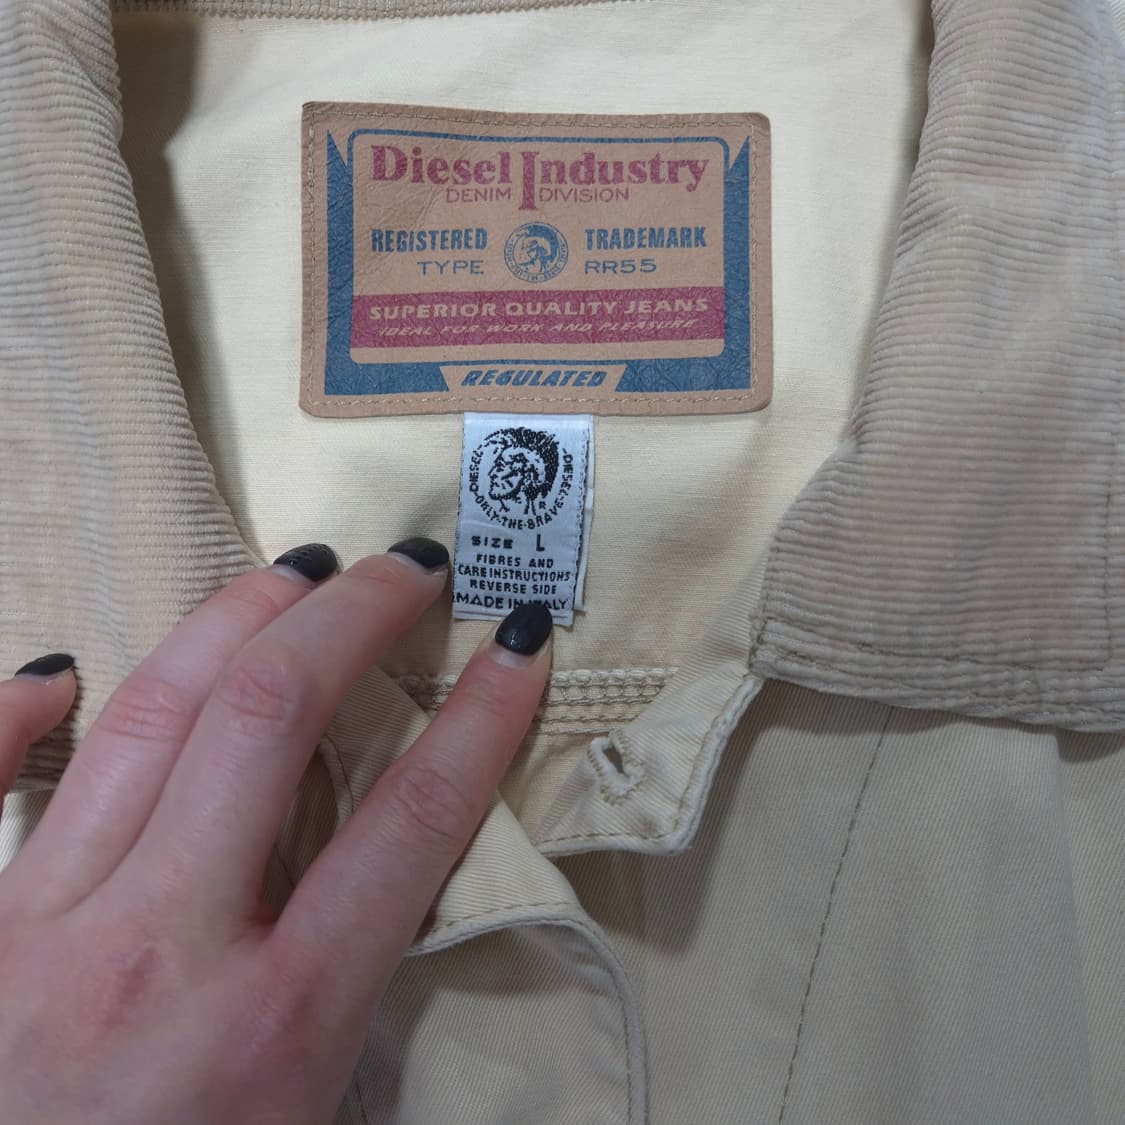 Diesel Industry
DENIM DIVISION
REGISTERED TRADEMARK
TYPE RR55
SUPERIOR QUALITY JEANS
IDEAL FOR WORK AND PLEASURE
REGULATED
DIESEL·ONLY·THE·BRAVE·DIESEL
R
SIZE L
FIBRES AND
CARE INSTRUCTIONS
REVERSE SIDE
MADE IN ITALY